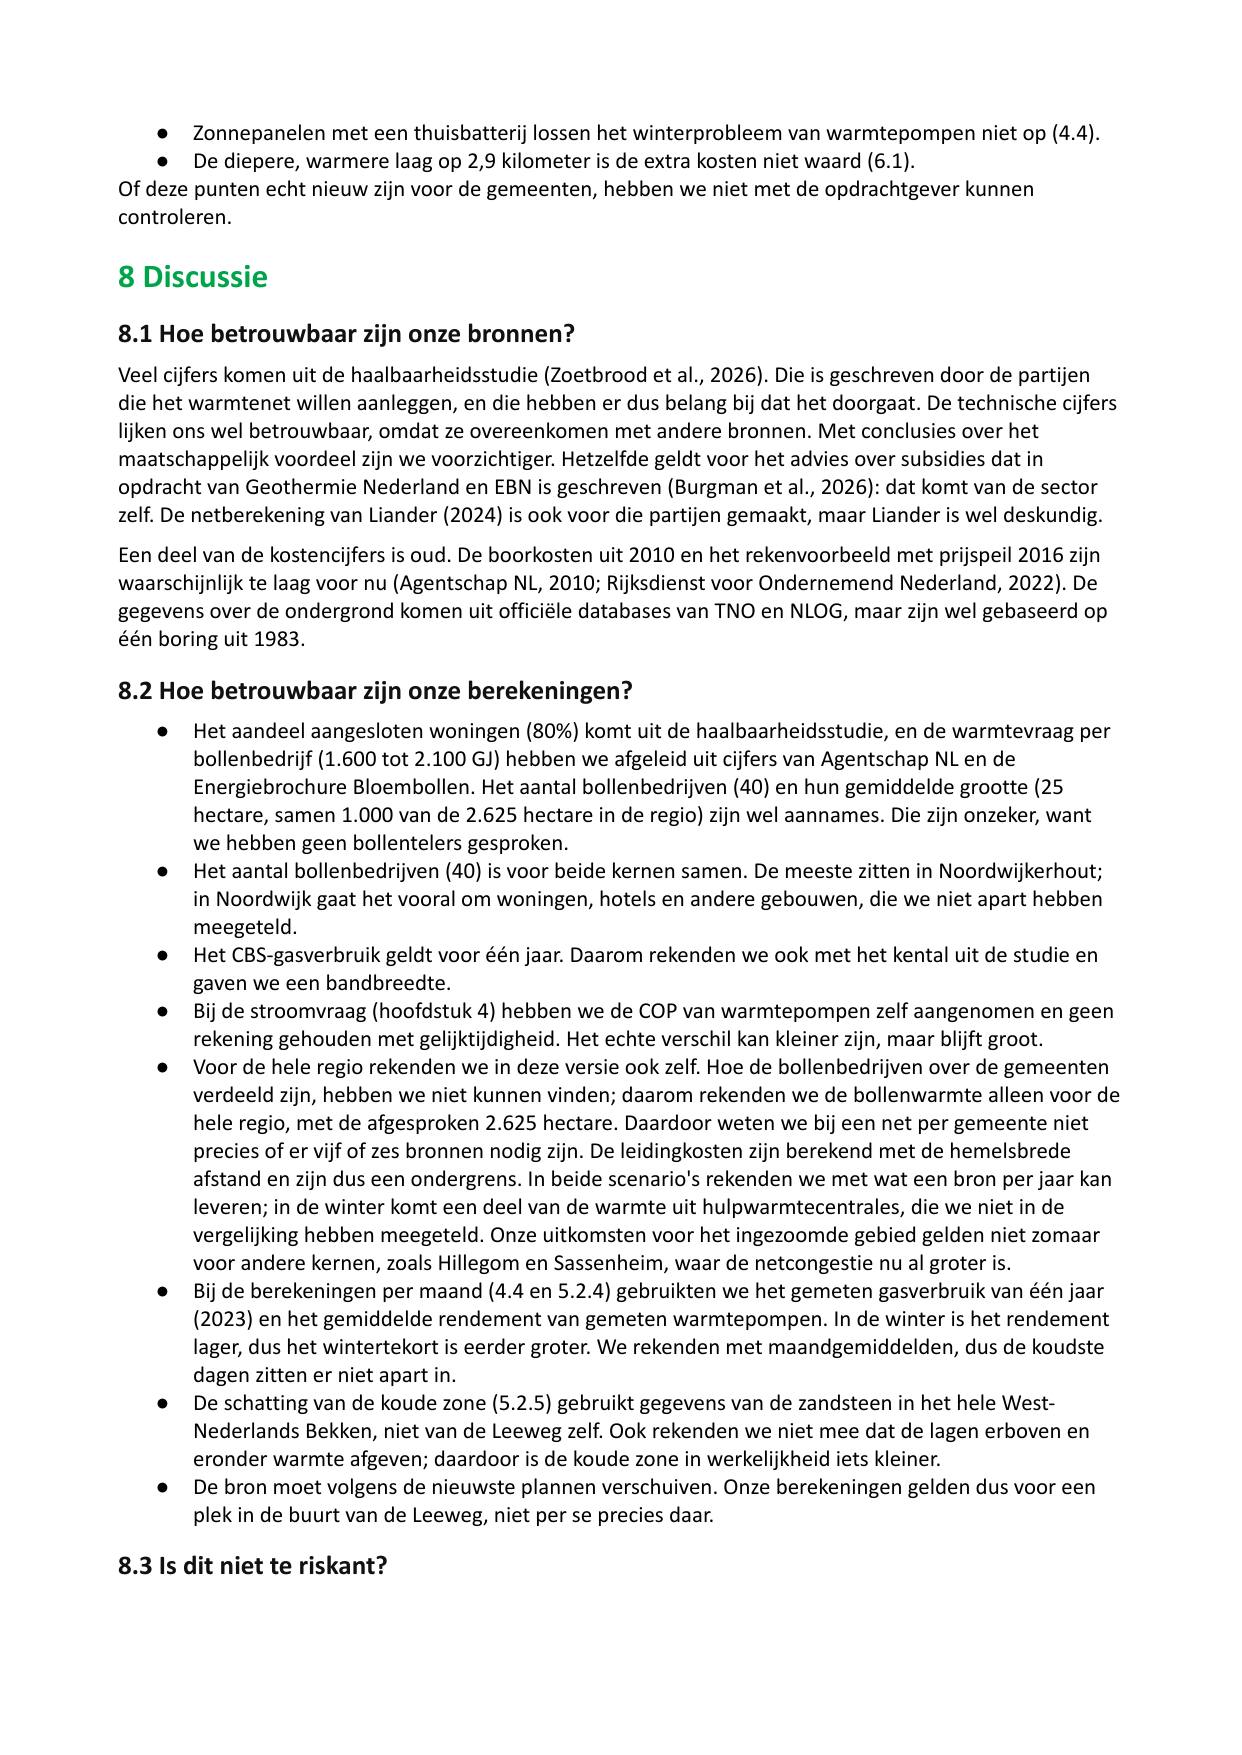 ● Zonnepanelen met een thuisbatterij lossen het winterprobleem van warmtepompen niet op (4.4).
● De diepere, warmere laag op 2,9 kilometer is de extra kosten niet waard (6.1).
Of deze punten echt nieuw zijn voor de gemeenten, hebben we niet met de opdrachtgever kunnen
controleren.
8 Discussie
8.1 Hoe betrouwbaar zijn onze bronnen?
Veel cijfers komen uit de haalbaarheidsstudie (Zoetbrood et al., 2026). Die is geschreven door de partijen
die het warmtenet willen aanleggen, en die hebben er dus belang bij dat het doorgaat. De technische cijfers
lijken ons wel betrouwbaar, omdat ze overeenkomen met andere bronnen. Met conclusies over het
maatschappelijk voordeel zijn we voorzichtiger. Hetzelfde geldt voor het advies over subsidies dat in
opdracht van Geothermie Nederland en EBN is geschreven (Burgman et al., 2026): dat komt van de sector
zelf. De netberekening van Liander (2024) is ook voor die partijen gemaakt, maar Liander is wel deskundig.
Een deel van de kostencijfers is oud. De boorkosten uit 2010 en het rekenvoorbeeld met prijspeil 2016 zijn
waarschijnlijk te laag voor nu (Agentschap NL, 2010; Rijksdienst voor Ondernemend Nederland, 2022). De
gegevens over de ondergrond komen uit officiële databases van TNO en NLOG, maar zijn wel gebaseerd op
één boring uit 1983.
8.2 Hoe betrouwbaar zijn onze berekeningen?
● Het aandeel aangesloten woningen (80%) komt uit de haalbaarheidsstudie, en de warmtevraag per
bollenbedrijf (1.600 tot 2.100 GJ) hebben we afgeleid uit cijfers van Agentschap NL en de
Energiebrochure Bloembollen. Het aantal bollenbedrijven (40) en hun gemiddelde grootte (25
hectare, samen 1.000 van de 2.625 hectare in de regio) zijn wel aannames. Die zijn onzeker, want
we hebben geen bollentelers gesproken.
● Het aantal bollenbedrijven (40) is voor beide kernen samen. De meeste zitten in Noordwijkerhout;
in Noordwijk gaat het vooral om woningen, hotels en andere gebouwen, die we niet apart hebben
meegeteld.
● Het CBS-gasverbruik geldt voor één jaar. Daarom rekenden we ook met het kental uit de studie en
gaven we een bandbreedte.
● Bij de stroomvraag (hoofdstuk 4) hebben we de COP van warmtepompen zelf aangenomen en geen
rekening gehouden met gelijktijdigheid. Het echte verschil kan kleiner zijn, maar blijft groot.
● Voor de hele regio rekenden we in deze versie ook zelf. Hoe de bollenbedrijven over de gemeenten
verdeeld zijn, hebben we niet kunnen vinden; daarom rekenden we de bollenwarmte alleen voor de
hele regio, met de afgesproken 2.625 hectare. Daardoor weten we bij een net per gemeente niet
precies of er vijf of zes bronnen nodig zijn. De leidingkosten zijn berekend met de hemelsbrede
afstand en zijn dus een ondergrens. In beide scenario's rekenden we met wat een bron per jaar kan
leveren; in de winter komt een deel van de warmte uit hulpwarmtecentrales, die we niet in de
vergelijking hebben meegeteld. Onze uitkomsten voor het ingezoomde gebied gelden niet zomaar
voor andere kernen, zoals Hillegom en Sassenheim, waar de netcongestie nu al groter is.
● Bij de berekeningen per maand (4.4 en 5.2.4) gebruikten we het gemeten gasverbruik van één jaar
(2023) en het gemiddelde rendement van gemeten warmtepompen. In de winter is het rendement
lager, dus het wintertekort is eerder groter. We rekenden met maandgemiddelden, dus de koudste
dagen zitten er niet apart in.
● De schatting van de koude zone (5.2.5) gebruikt gegevens van de zandsteen in het hele West-
Nederlands Bekken, niet van de Leeweg zelf. Ook rekenden we niet mee dat de lagen erboven en
eronder warmte afgeven; daardoor is de koude zone in werkelijkheid iets kleiner.
● De bron moet volgens de nieuwste plannen verschuiven. Onze berekeningen gelden dus voor een
plek in de buurt van de Leeweg, niet per se precies daar.
8.3 Is dit niet te riskant?